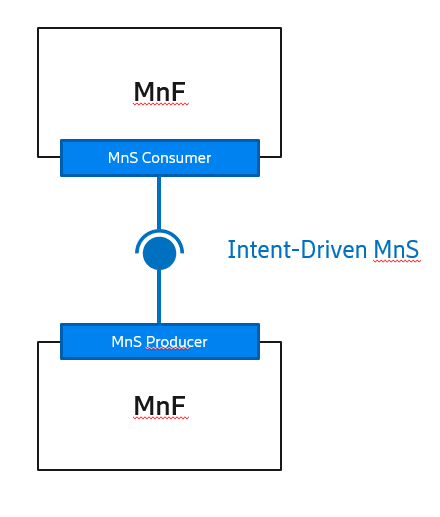 MnF
MnS Consumer
Intent-Driven MnS
MnS Producer
MnF